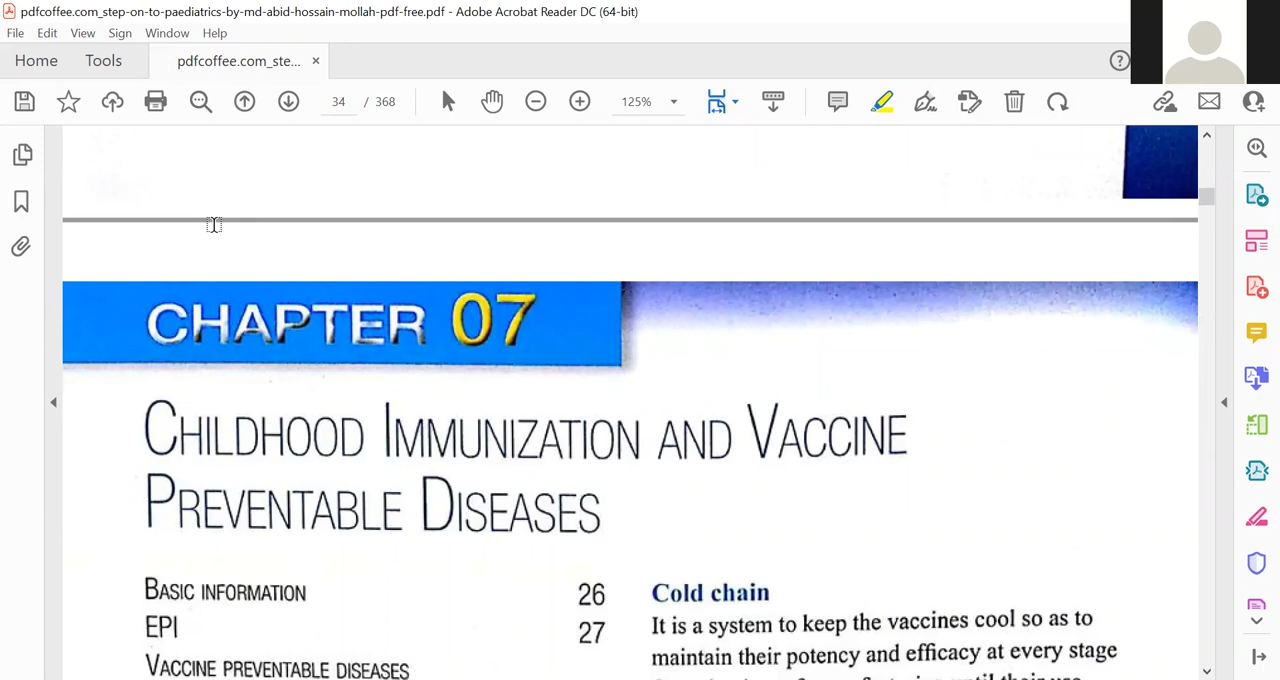 pdfcoffee.com_step-on-to-paediatrics-by-md-abid-hossain-mollah-pdf-free.pdf - Adobe Acrobat Reader DC (64-bit)
File Edit View Sign Window Help
Home Tools pdfcoffee.com_ste... ×
34 / 368 125%
CHAPTER 07
CHILDHOOD IMMUNIZATION AND VACCINE
PREVENTABLE DISEASES
BASIC INFORMATION 26
EPI 27
VACCINE PREVENTABLE DISEASES
Cold chain
It is a system to keep the vaccines cool so as to
maintain their potency and efficacy at every stage